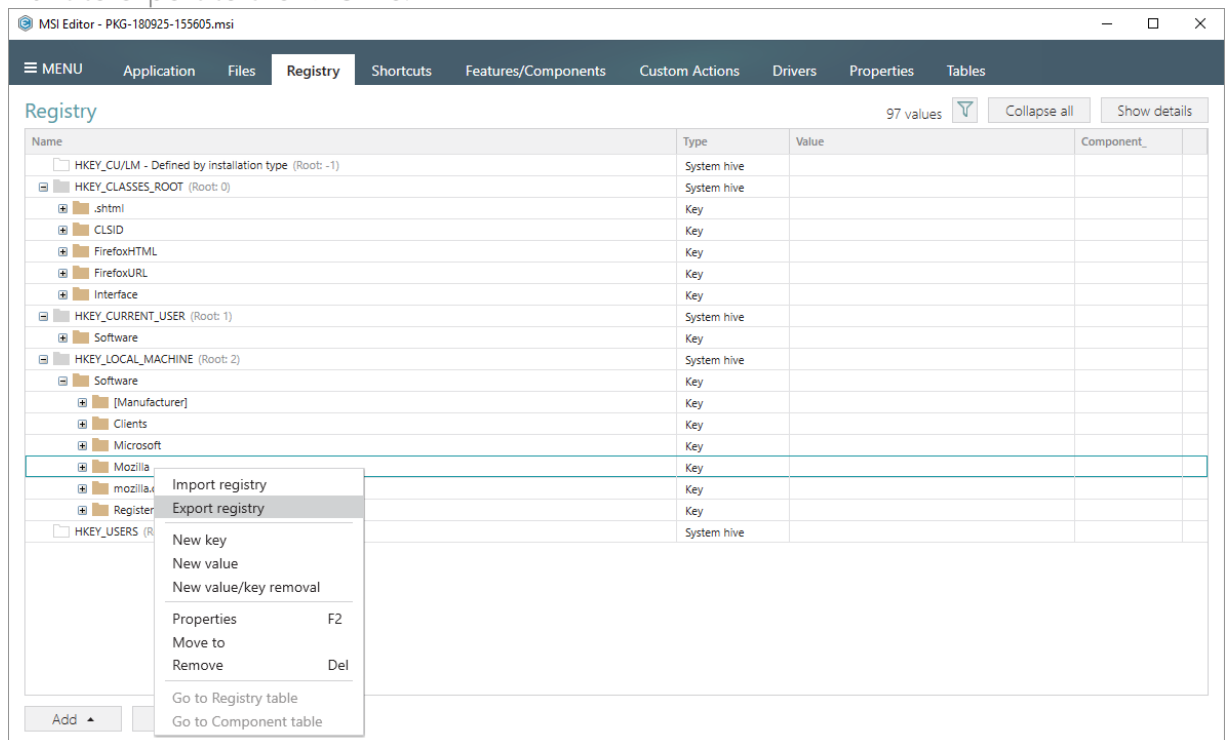 MSI Editor - PKG-180925-155605.msi
MENU Application Files Registry Shortcuts Features/Components Custom Actions Drivers Properties Tables
Registry 97 values Collapse all Show details
Name Type Value Component_
HKEY_CU/LM - Defined by installation type (Root: -1) System hive
HKEY_CLASSES_ROOT (Root: 0) System hive
.shtml Key
CLSID Key
FirefoxHTML Key
FirefoxURL Key
Interface Key
HKEY_CURRENT_USER (Root: 1) System hive
Software Key
HKEY_LOCAL_MACHINE (Root: 2) System hive
Software Key
[Manufacturer] Key
Clients Key
Microsoft Key
Mozilla Key
mozilla. Key
Register Key
HKEY_USERS (R System hive
Import registry
Export registry
New key
New value
New value/key removal
Properties F2
Move to
Remove Del
Go to Registry table
Go to Component table
Add